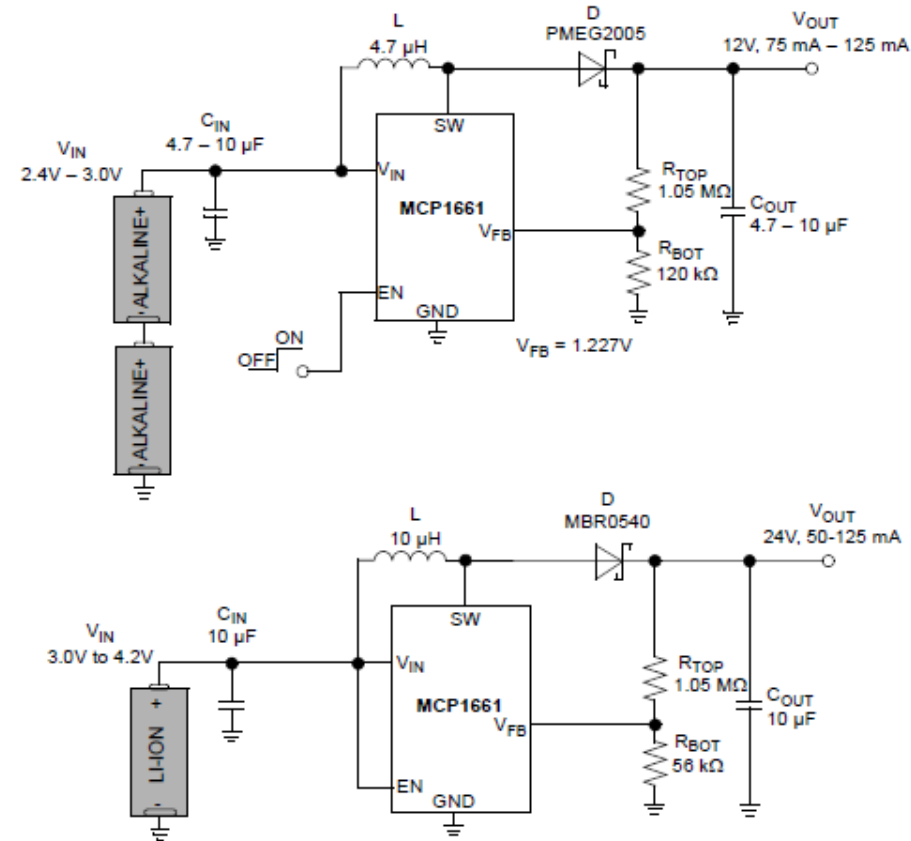 L
4.7 µH
D
PMEG2005
VOUT
12V, 75 mA – 125 mA
CIN
4.7 – 10 µF
VIN
2.4V – 3.0V
SW
VIN
MCP1661
VFB
EN
GND
RTOP
1.05 MΩ
RBOT
120 kΩ
COUT
4.7 – 10 µF
ALKALINE+
-
ALKALINE+
-
ON
OFF
VFB = 1.227V
L
10 µH
D
MBR0540
VOUT
24V, 50-125 mA
CIN
10 µF
VIN
3.0V to 4.2V
SW
VIN
MCP1661
VFB
EN
GND
RTOP
1.05 MΩ
RBOT
56 kΩ
COUT
10 µF
+
LI-ION
-